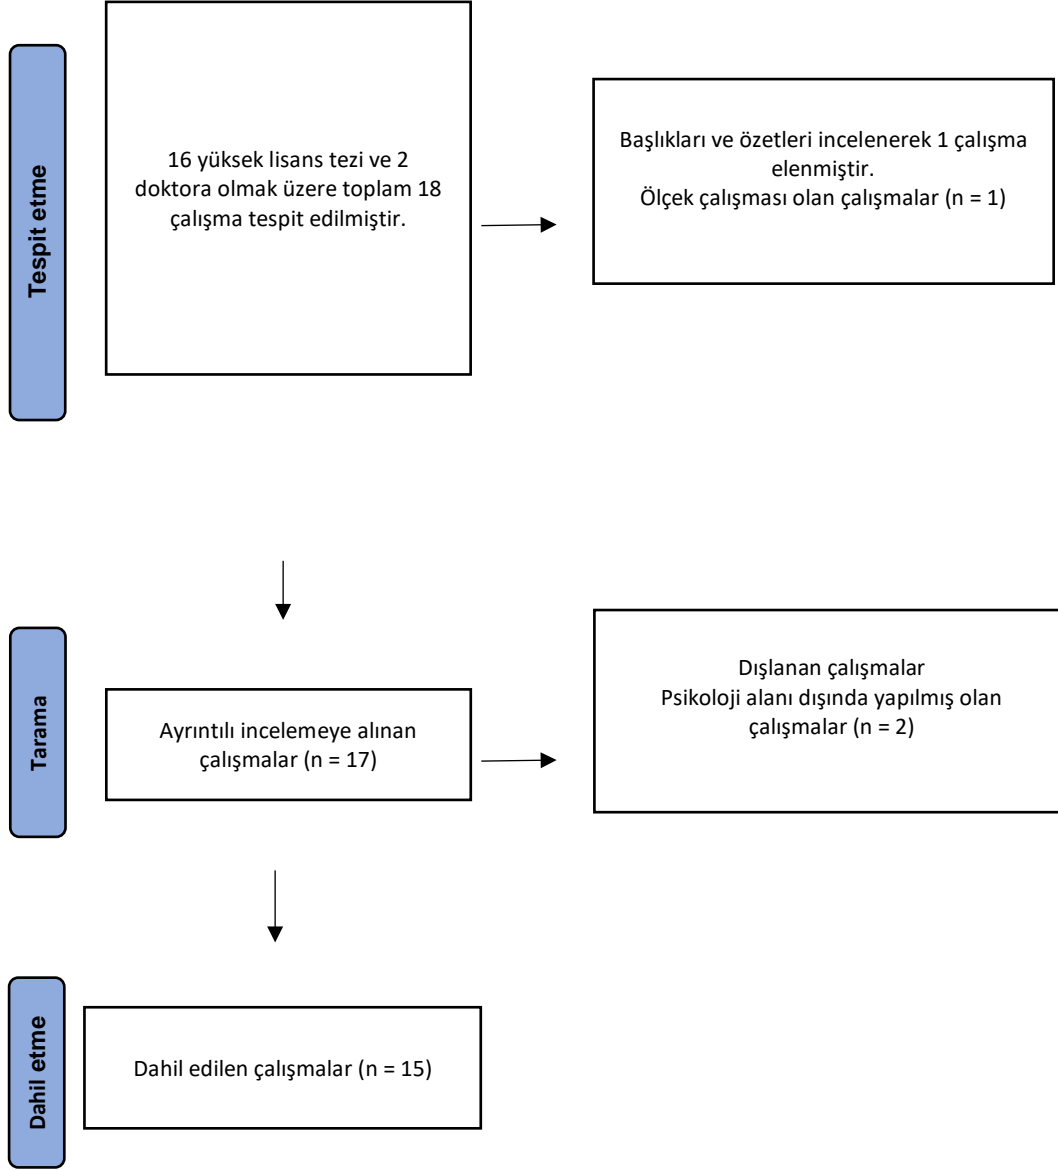 Tespit etme
16 yüksek lisans tezi ve 2
doktora olmak üzere toplam 18
çalışma tespit edilmiştir.
Başlıkları ve özetleri incelenerek 1 çalışma
elenmiştir.
Ölçek çalışması olan çalışmalar (n = 1)
Tarama
Ayrıntılı incelemeye alınan
çalışmalar (n = 17)
Dışlanan çalışmalar
Psikoloji alanı dışında yapılmış olan
çalışmalar (n = 2)
Dahil etme
Dahil edilen çalışmalar (n = 15)